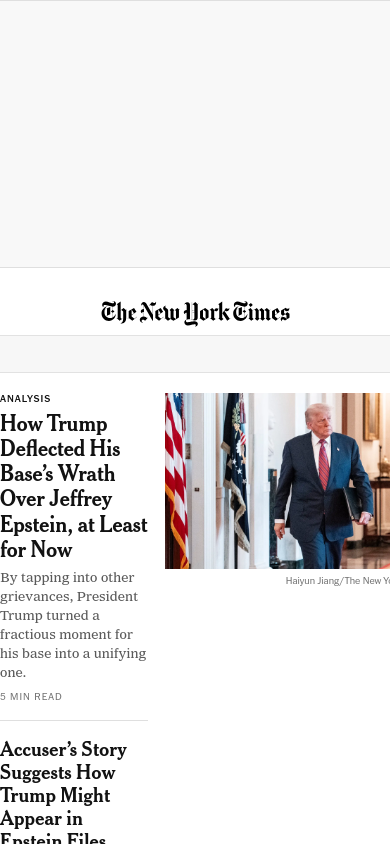 The New York Times
ANALYSIS
How Trump
Deflected His
Base's Wrath
Over Jeffrey
Epstein, at Least
for Now
By tapping into other
grievances, President
Trump turned a
fractious moment for
his base into a unifying
one.
5 MIN READ
Haiyun Jiang/The New
Accuser's Story
Suggests How
Trump Might
Appear in
Epstein Files